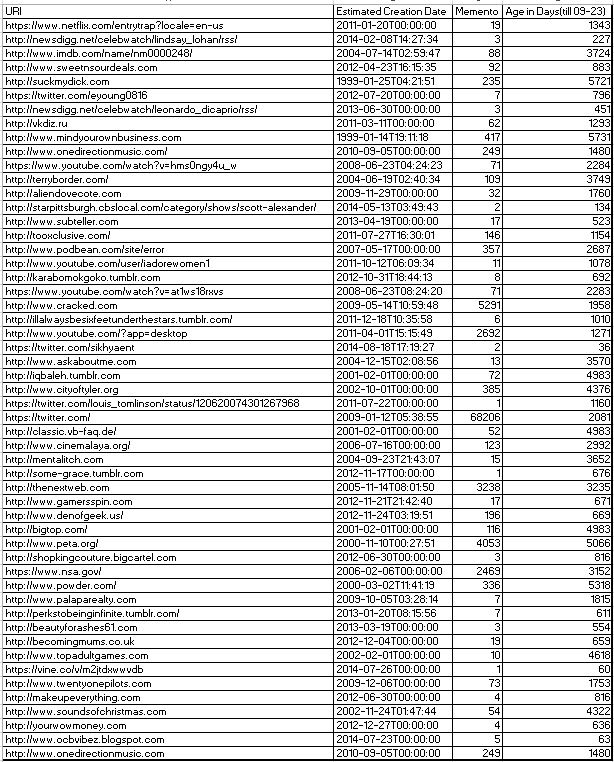 URI Estimated Creation Date Memento Age in Days(till 09-23)
https://www.netflix.com/entrytrap?locale=en-us 2011-01-20T00:00:00 19 1343
http://newsdigg.net/celebwatch/lindsay_lohan/rss/ 2014-02-08T14:27:34 3 227
http://www.imdb.com/name/nm0000248/ 2004-07-14T02:59:47 88 3724
http://www.sweetnsourdeals.com 2012-04-23T16:15:35 92 883
http://suckmydick.com 1999-01-25T04:21:51 235 5721
https://twitter.com/eyoung0816 2012-07-20T00:00:00 7 796
http://newsdigg.net/celebwatch/leonardo_dicaprio/rss/ 2013-06-30T00:00:00 3 451
http://vkdiz.ru 2011-03-11T00:00:00 62 1293
http://www.mindyourownbusiness.com 1999-01-14T19:11:18 417 5731
http://www.onedirectionmusic.com/ 2010-09-05T00:00:00 249 1480
https://www.youtube.com/watch?v=hms0ngy4u_w 2008-06-23T04:24:23 71 2284
http://terryborder.com/ 2004-06-19T02:40:34 109 3749
http://aliendovecote.com 2009-11-29T00:00:00 32 1760
http://starpittsburgh.cbslocal.com/category/shows/scott-alexander/ 2014-05-13T03:49:43 2 134
http://www.subteller.com 2013-04-19T00:00:00 17 523
http://tooxclusive.com/ 2011-07-27T16:30:01 146 1154
http://www.podbean.com/site/error 2007-05-17T00:00:00 357 2687
http://www.youtube.com/user/iadorewomen1 2011-10-12T06:09:34 11 1078
http://karabomokgoko.tumblr.com 2012-10-31T18:44:13 8 692
https://www.youtube.com/watch?v=at1ws18rxvs 2008-06-23T08:24:20 71 2283
http://www.cracked.com 2009-05-14T10:59:48 5291 1958
http://illalwaysbesixfeetunderthestars.tumblr.com/ 2011-12-18T10:35:58 6 1010
http://www.youtube.com/?app=desktop 2011-04-01T15:15:49 2692 1271
https://twitter.com/sikhyaent 2014-08-18T17:19:27 2 36
http://www.askaboutme.com 2004-12-15T02:08:56 13 3570
http://iqbaleh.tumblr.com 2001-02-01T00:00:00 72 4983
http://www.cityoftyler.org 2002-10-01T00:00:00 385 4376
https://twitter.com/louis_tomlinson/status/120620074301267968 2011-07-22T00:00:00 1 1160
https://twitter.com/ 2009-01-12T05:38:55 68206 2081
http://classic.vb-faq.de/ 2001-02-01T00:00:00 52 4983
http://www.cinemalaya.org/ 2006-07-16T00:00:00 123 2992
http://mentalitch.com/ 2004-09-23T21:43:07 15 3652
http://some-grace.tumblr.com 2012-11-17T00:00:00 1 676
http://thenextweb.com 2005-11-14T08:01:50 3238 3235
http://www.gamersspin.com 2012-11-21T21:42:40 17 671
http://www.denofgeek.us/ 2012-11-24T03:19:51 196 669
http://bigtop.com/ 2001-02-01T00:00:00 116 4983
http://www.peta.org/ 2000-11-10T00:27:51 4053 5066
http://shopkingcouture.bigcartel.com 2012-06-30T00:00:00 3 816
https://www.nsa.gov/ 2006-02-06T00:00:00 2469 3152
http://www.powder.com/ 2000-03-02T11:41:19 336 5318
http://www.palaparealty.com 2009-10-05T03:28:14 7 1815
http://perkstobeinginfinite.tumblr.com/ 2013-01-20T08:15:56 7 611
http://beautyforashes61.com 2013-03-19T00:00:00 3 554
http://becomingmums.co.uk 2012-12-04T00:00:00 19 659
http://www.topadultgames.com 2002-02-01T00:00:00 10 4618
https://vine.co/v/m2jtdxwwvdb 2014-07-26T00:00:00 1 60
http://www.twentyonepilots.com 2009-12-06T00:00:00 73 1753
http://makeupeverything.com 2012-06-30T00:00:00 4 816
http://www.soundsofchristmas.com 2002-11-24T01:47:44 54 4322
http://yourwowmoney.com 2012-12-27T00:00:00 4 636
http://www.ocbvibez.blogspot.com 2014-07-23T00:00:00 5 63
http://www.onedirectionmusic.com 2010-09-05T00:00:00 249 1480